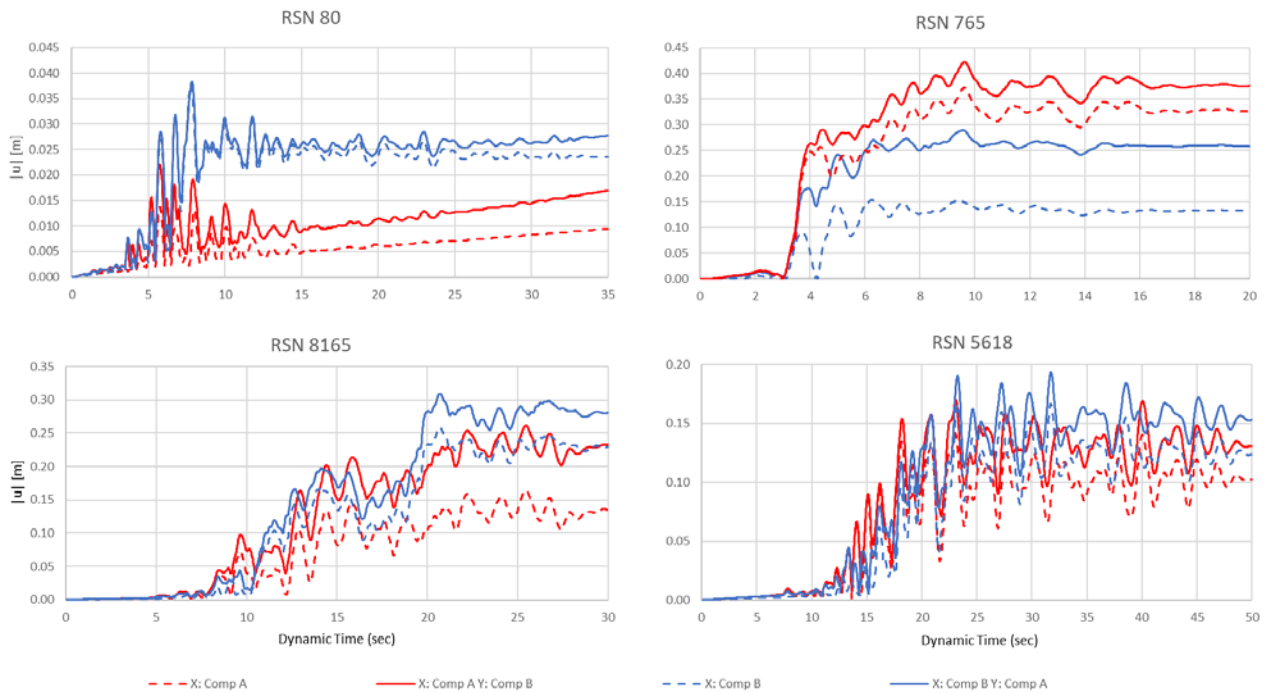 RSN 80
0.045
0.040
0.035
0.030
0.025
0.020
0.015
0.010
0.005
0.000
|u| [m]
0 5 10 15 20 25 30 35
RSN 765
0.45
0.40
0.35
0.30
0.25
0.20
0.15
0.10
0.05
0.00
0 2 4 6 8 10 12 14 16 18 20
RSN 8165
0.35
0.30
0.25
0.20
0.15
0.10
0.05
0.00
|u| [m]
0 5 10 15 20 25 30
Dynamic Time (sec)
RSN 5618
0.20
0.15
0.10
0.05
0.00
0 5 10 15 20 25 30 35 40 45 50
Dynamic Time (sec)
X: Comp A X: Comp A Y: Comp B X: Comp B X: Comp B Y: Comp A